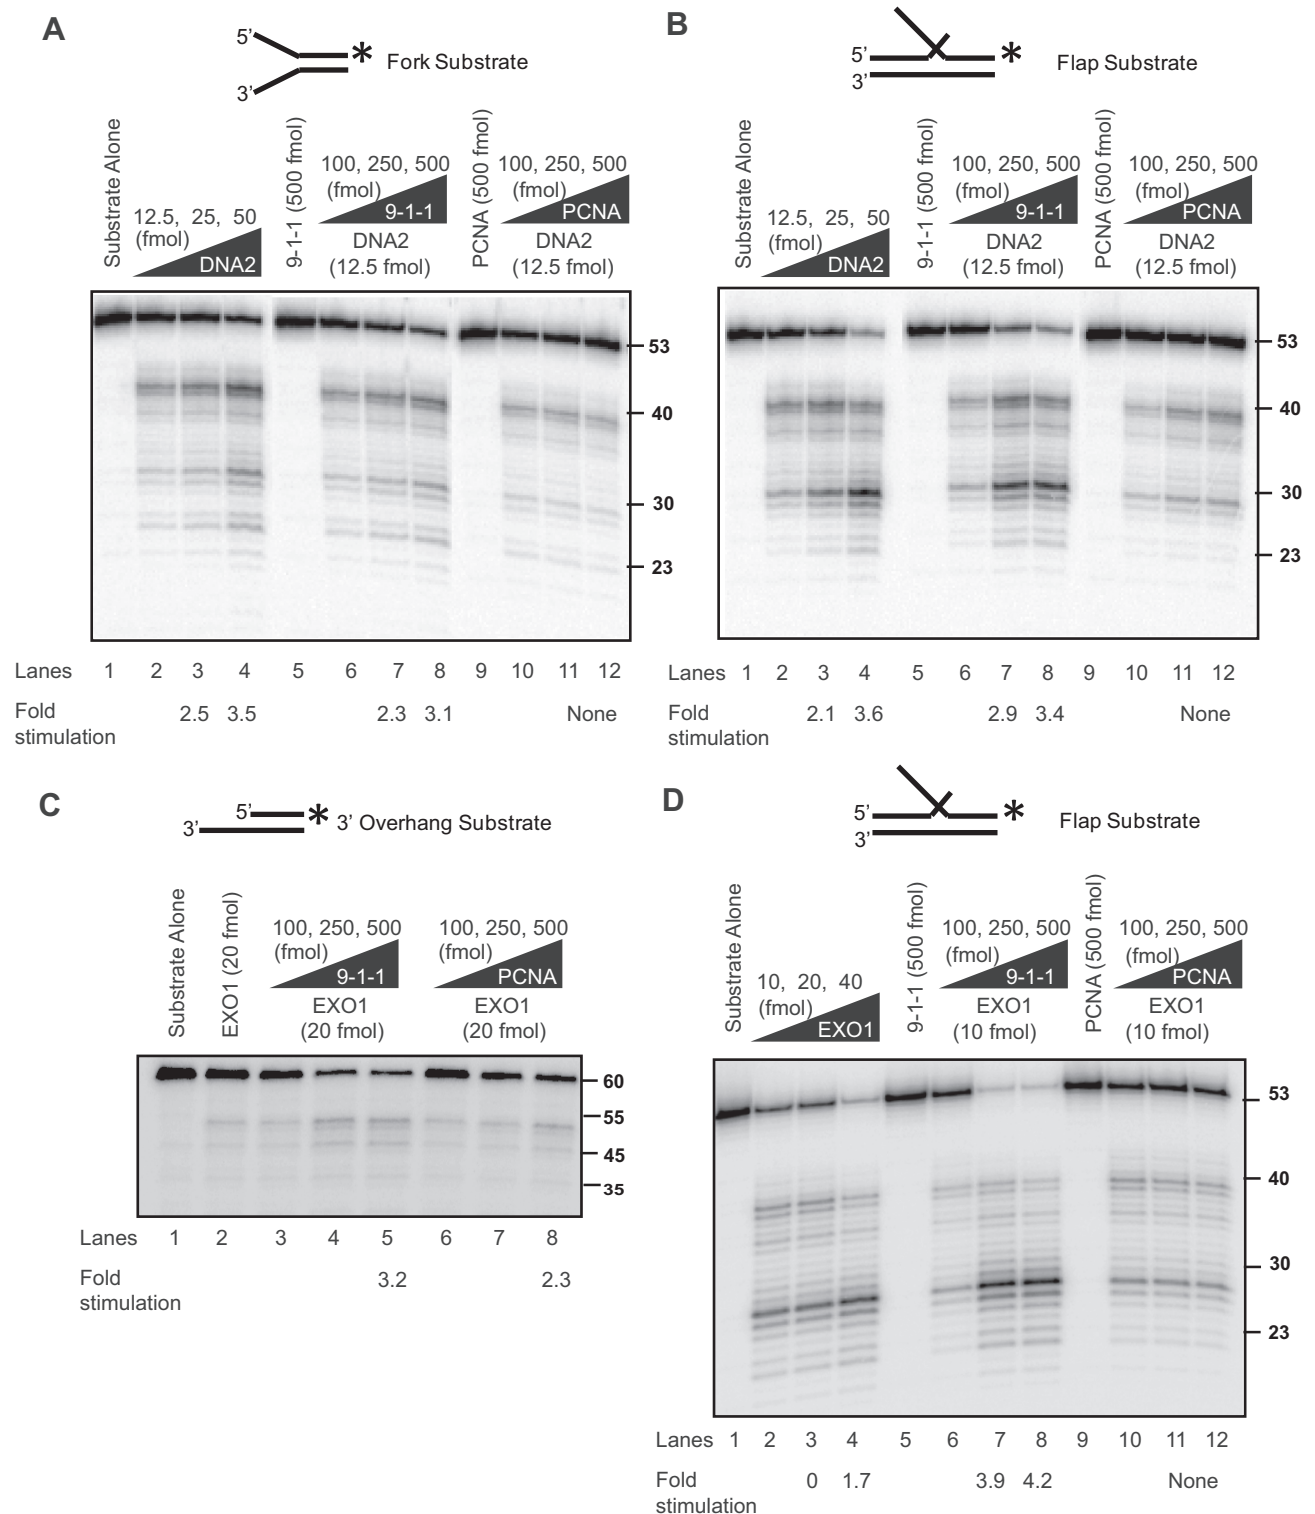 A
5'
3'
*
Fork Substrate
Substrate Alone
12.5, 25, 50
(fmol)
DNA2
9-1-1 (500 fmol)
100, 250, 500
(fmol)
9-1-1
DNA2
(12.5 fmol)
PCNA (500 fmol)
100, 250, 500
(fmol)
PCNA
DNA2
(12.5 fmol)
53
40
30
23
Lanes 1 2 3 4 5 6 7 8 9 10 11 12
Fold stimulation 2.5 3.5 2.3 3.1 None
B
5'
3'
*
Flap Substrate
Substrate Alone
12.5, 25, 50
(fmol)
DNA2
9-1-1 (500 fmol)
100, 250, 500
(fmol)
9-1-1
DNA2
(12.5 fmol)
PCNA (500 fmol)
100, 250, 500
(fmol)
PCNA
DNA2
(12.5 fmol)
53
40
30
23
Lanes 1 2 3 4 5 6 7 8 9 10 11 12
Fold stimulation 2.1 3.6 2.9 3.4 None
C
5'
3'
*
3' Overhang Substrate
Substrate Alone
EXO1 (20 fmol)
100, 250, 500
(fmol)
9-1-1
EXO1
(20 fmol)
100, 250, 500
(fmol)
PCNA
EXO1
(20 fmol)
60
55
45
35
Lanes 1 2 3 4 5 6 7 8
Fold stimulation 3.2 2.3
D
5'
3'
*
Flap Substrate
Substrate Alone
10, 20, 40
(fmol)
EXO1
9-1-1 (500 fmol)
100, 250, 500
(fmol)
9-1-1
EXO1
(10 fmol)
PCNA (500 fmol)
100, 250, 500
(fmol)
PCNA
EXO1
(10 fmol)
53
40
30
23
Lanes 1 2 3 4 5 6 7 8 9 10 11 12
Fold stimulation 0 1.7 3.9 4.2 None